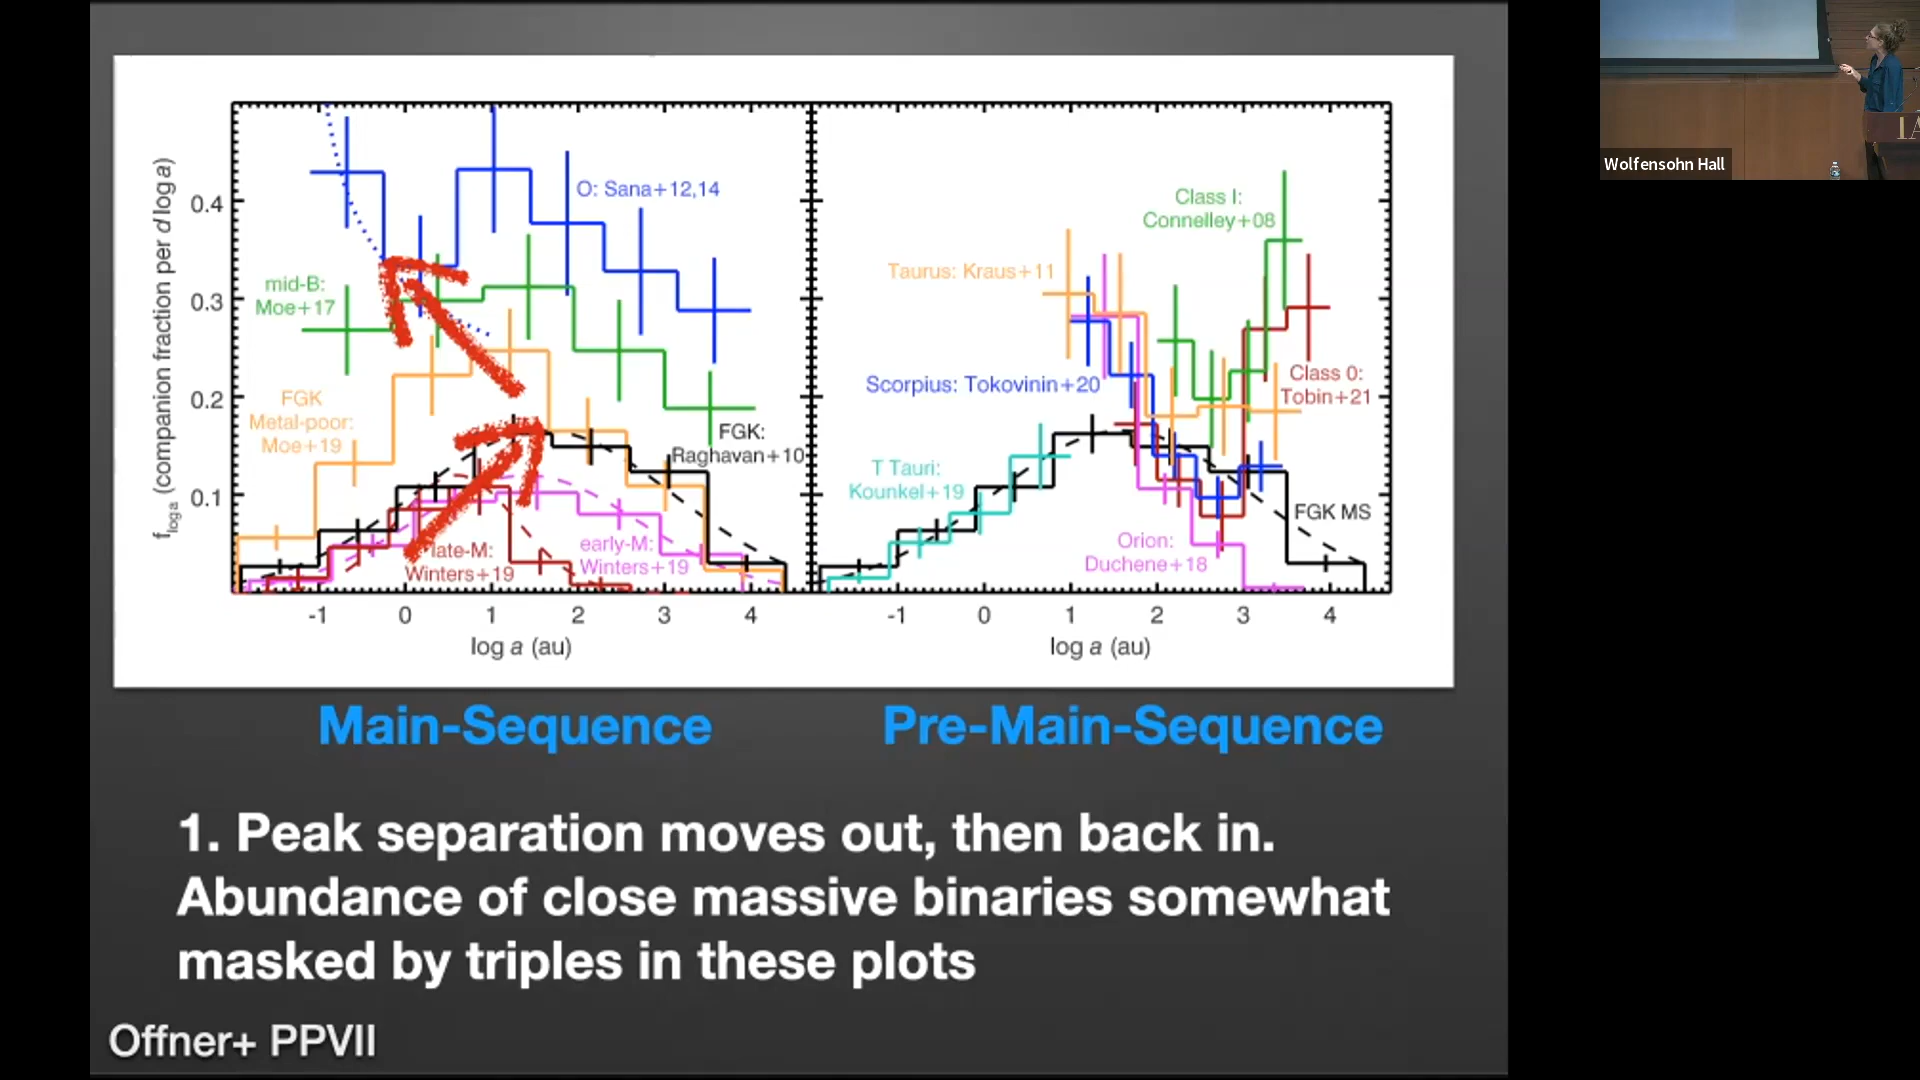 O: Sana+12,14
mid-B:
Moe+17
FGK
Metal-poor:
Moe+19
FGK:
Raghavan+10
late-M:
Winters+19
early-M:
Winters+19
f_log a (companion fraction per d log a)
0.4
0.3
0.2
0.1
-1 0 1 2 3 4
log a (au)
Class I:
Connelley+08
Taurus: Kraus+11
Scorpius: Tokovinin+20
Class 0:
Tobin+21
T Tauri:
Kounkel+19
FGK MS
Orion:
Duchene+18
-1 0 1 2 3 4
log a (au)
Main-Sequence
Pre-Main-Sequence
1. Peak separation moves out, then back in.
Abundance of close massive binaries somewhat
masked by triples in these plots
Offner+ PPVII
Wolfensohn Hall
IA